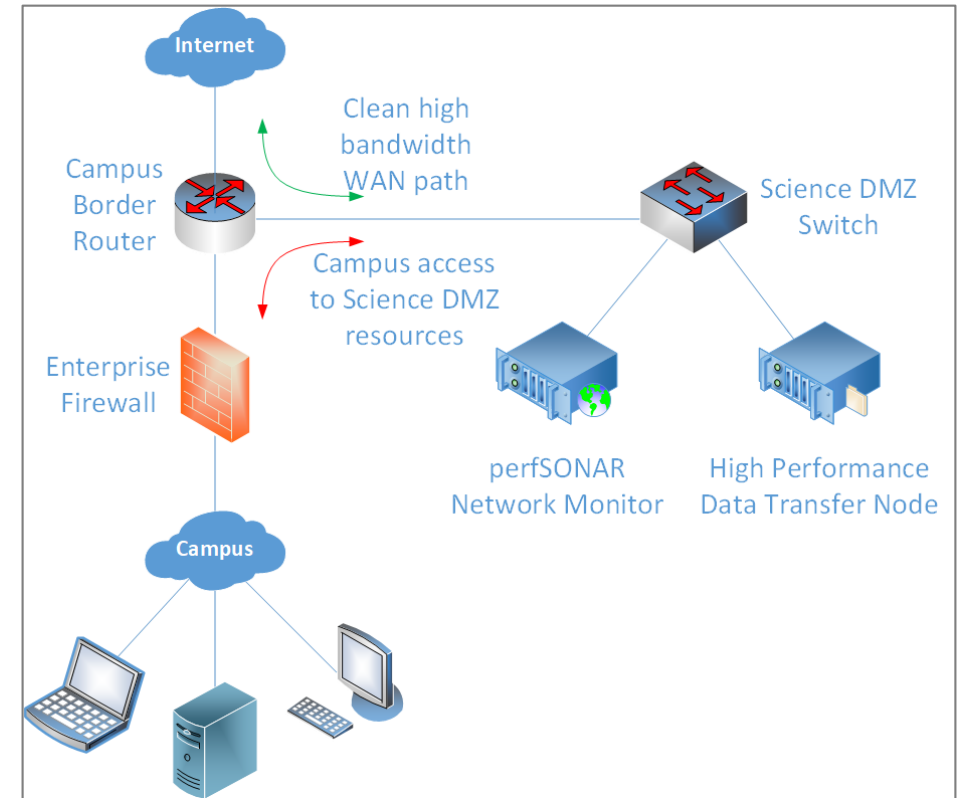 Internet
Clean high
bandwidth
WAN path
Campus
Border
Router
Science DMZ
Switch
Campus access
to Science DMZ
resources
Enterprise
Firewall
perfSONAR
Network Monitor
High Performance
Data Transfer Node
Campus